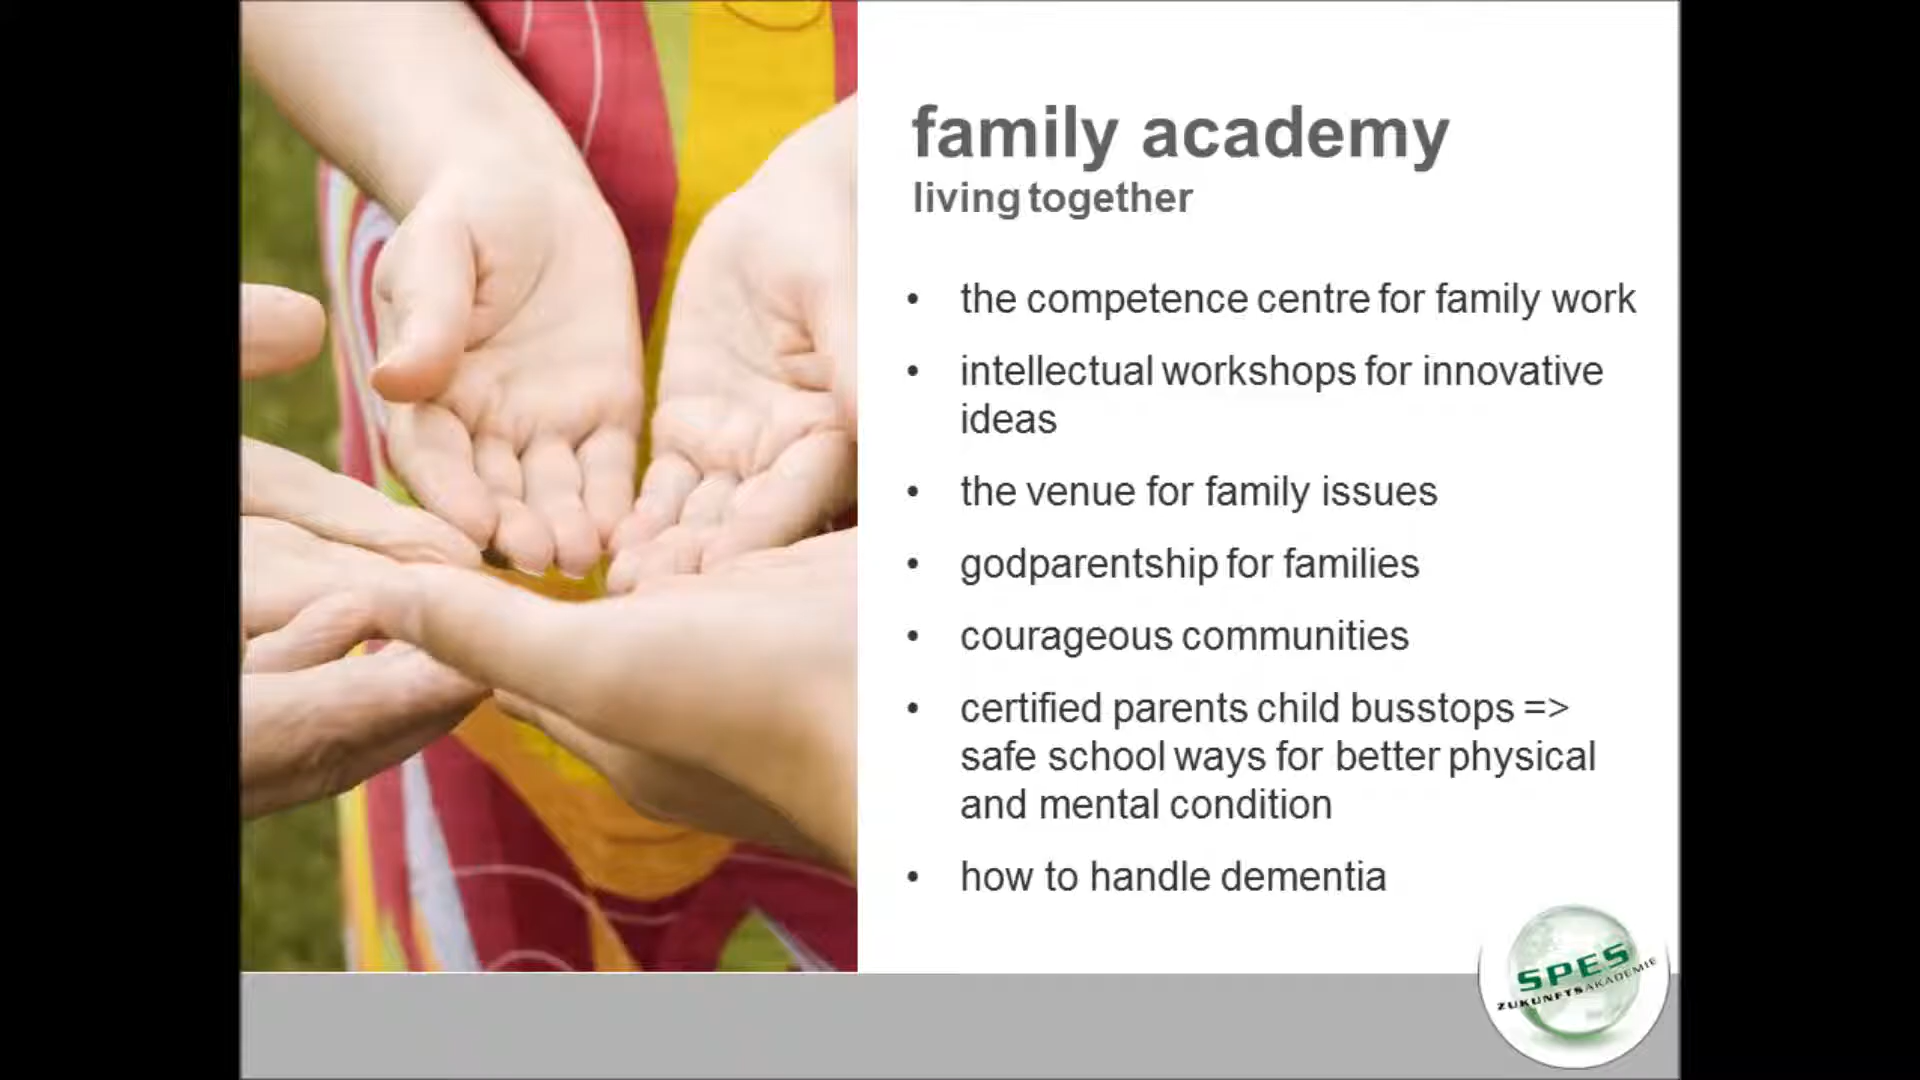 family academy
living together
• the competence centre for family work
• intellectual workshops for innovative
ideas
• the venue for family issues
• godparentship for families
• courageous communities
• certified parents child busstops =>
safe school ways for better physical
and mental condition
• how to handle dementia
SPES
ZUKUNFTSAKADEMIE